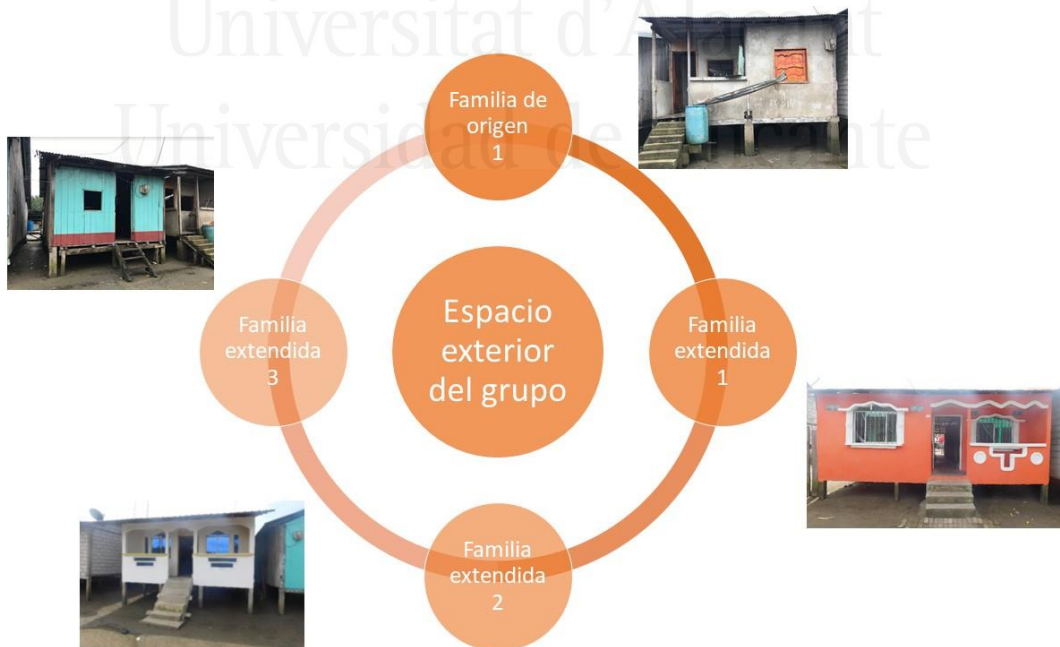 Universitat d'Alacant
Universidad de Alicante
Familia de
origen
1
Espacio
exterior
del grupo
Familia
extendida
3
Familia
extendida
1
Familia
extendida
2